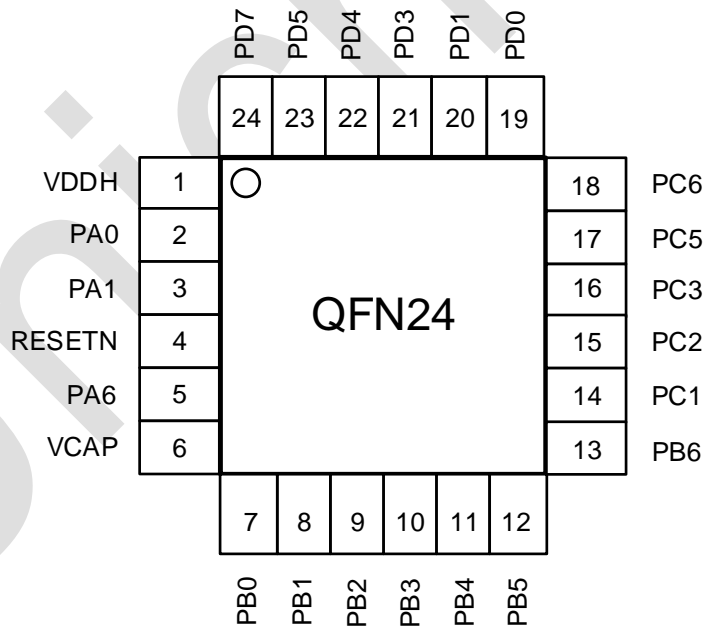 PD7 PD5 PD4 PD3 PD1 PD0
24 23 22 21 20 19
VDDH 1 18 PC6
PA0 2 17 PC5
PA1 3 16 PC3
QFN24
RESETN 4 15 PC2
PA6 5 14 PC1
VCAP 6 13 PB6
7 8 9 10 11 12
PB0 PB1 PB2 PB3 PB4 PB5